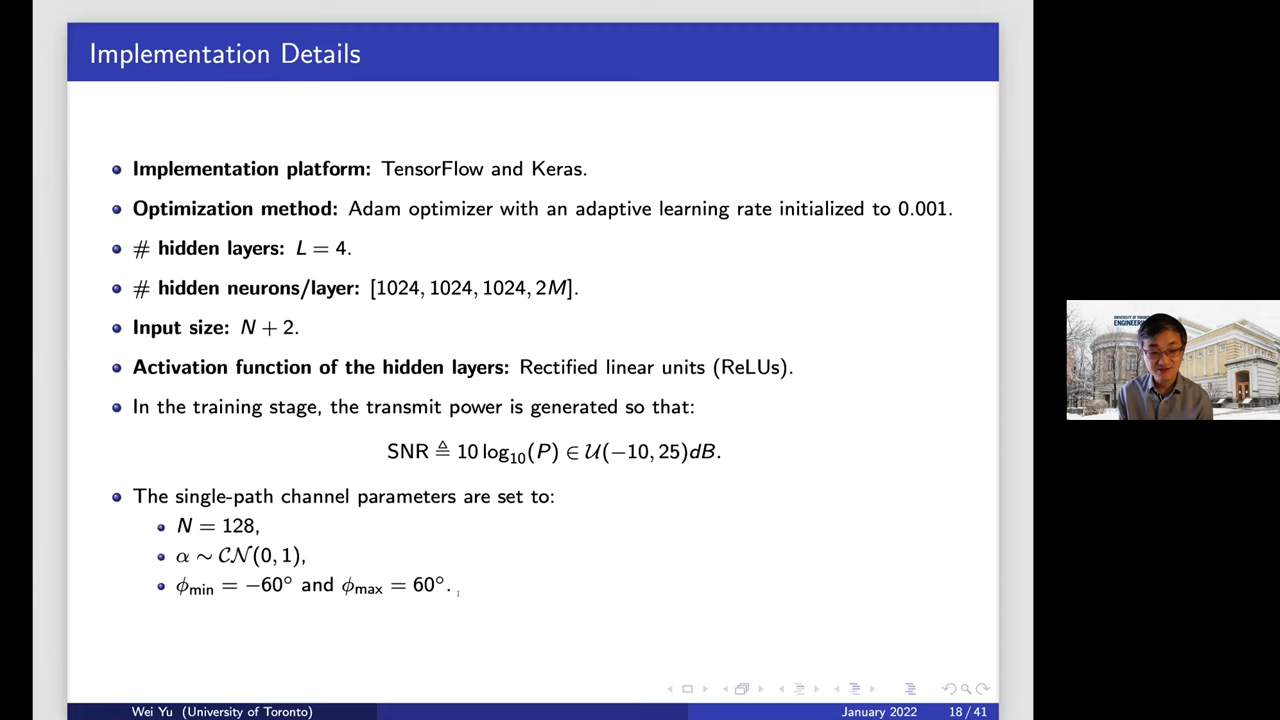 Implementation Details
• Implementation platform: TensorFlow and Keras.
• Optimization method: Adam optimizer with an adaptive learning rate initialized to 0.001.
• # hidden layers: L = 4.
• # hidden neurons/layer: [1024, 1024, 1024, 2M].
• Input size: N + 2.
• Activation function of the hidden layers: Rectified linear units (ReLUs).
• In the training stage, the transmit power is generated so that:
SNR ≜ 10 log₁₀(P) ∈ 𝒰(−10, 25)dB.
• The single-path channel parameters are set to:
• N = 128,
• α ∼ 𝒞𝒩(0, 1),
• ϕmin = −60° and ϕmax = 60°.
UNIVERSITY OF TORONTO
ENGINEERING
Wei Yu (University of Toronto)
January 2022
18 / 41